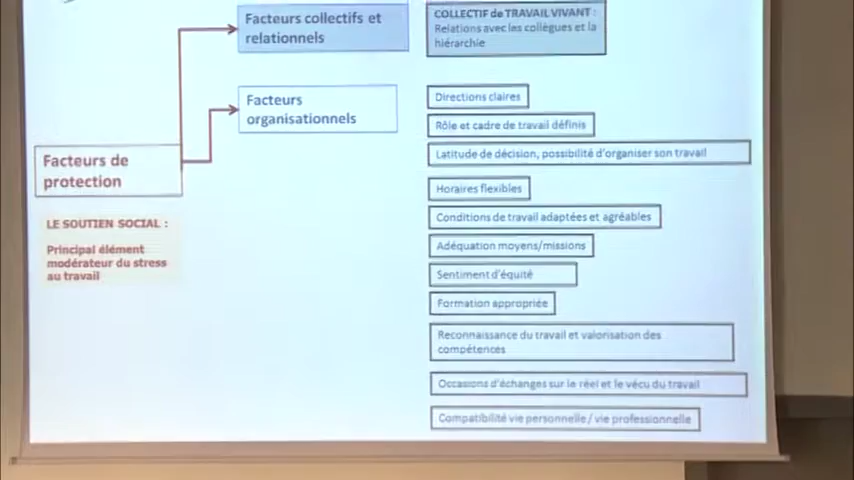 Facteurs collectifs et
relationnels
COLLECTIF de TRAVAIL VIVANT :
Relations avec les collègues et la
hiérarchie
Facteurs
organisationnels
Directions claires
Rôle et cadre de travail définis
Latitude de décision, possibilité d'organiser son travail
Facteurs de
protection
Horaires flexibles
Conditions de travail adaptées et agréables
LE SOUTIEN SOCIAL :
Principal élément
modérateur du stress
au travail
Adéquation moyens/missions
Sentiment d'équité
Formation appropriée
Reconnaissance du travail et valorisation des
compétences
Occasions d'échanges sur le réel et le vécu du travail
Compatibilité vie personnelle / vie professionnelle